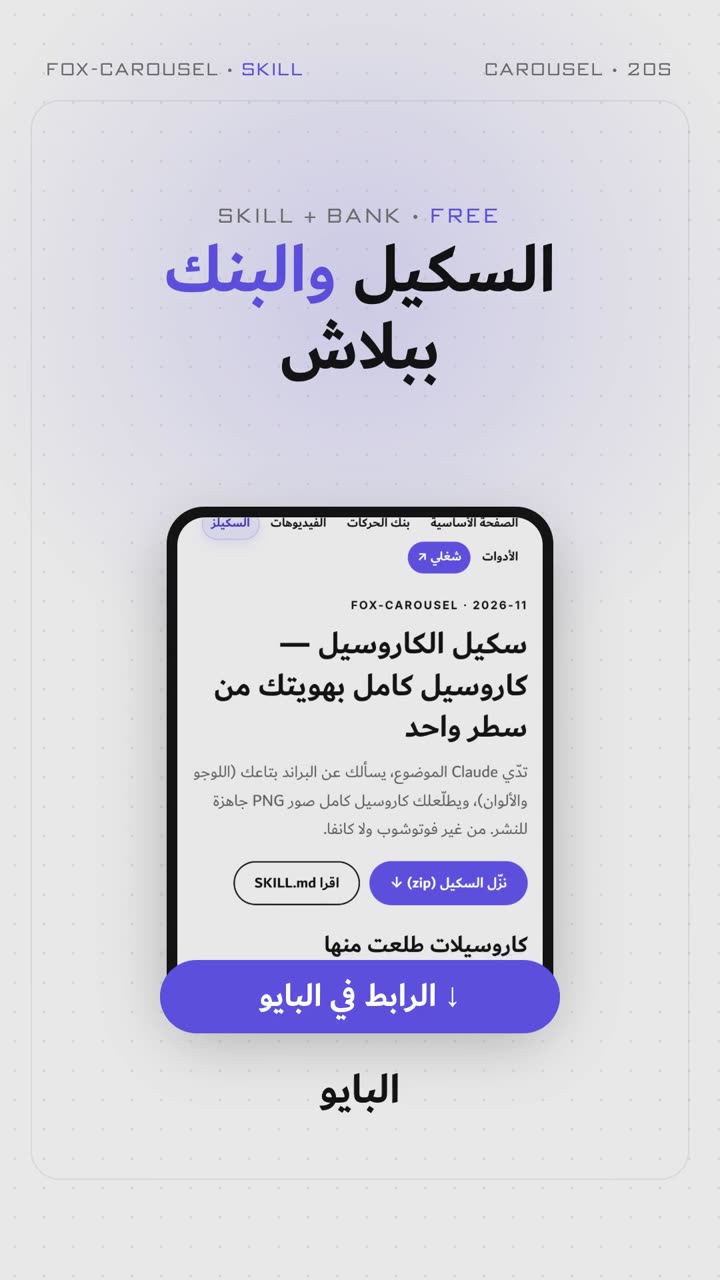 FOX-CAROUSEL • SKILL
CAROUSEL • 20S
SKILL + BANK • FREE
السكيل والبنك
ببلاش
الصفحة الأساسية بنك الحركات الفيديوهات السكيلز
الأدوات شغلي ↗
FOX-CAROUSEL · 2026-11
سكيل الكاروسيل —
كاروسيل كامل بهويتك من
سطر واحد
تدّي Claude الموضوع، يسألك عن البراند بتاعك (اللوجو
والألوان)، ويطلّعلك كاروسيل كامل صور PNG جاهزة
للنشر. من غير فوتوشوب ولا كانفا.
نزّل السكيل (zip) ↓
اقرا SKILL.md
كاروسيلات طلعت منها
↓ الرابط في البايو
البايو